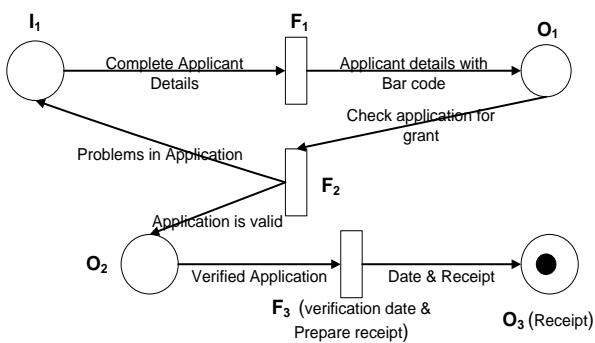 I1
F1
O1
Complete Applicant
Details
Applicant details with
Bar code
Check application for
grant
Problems in Application
F2
Application is valid
O2
Verified Application
Date & Receipt
F3 (verification date &
Prepare receipt)
O3 (Receipt)